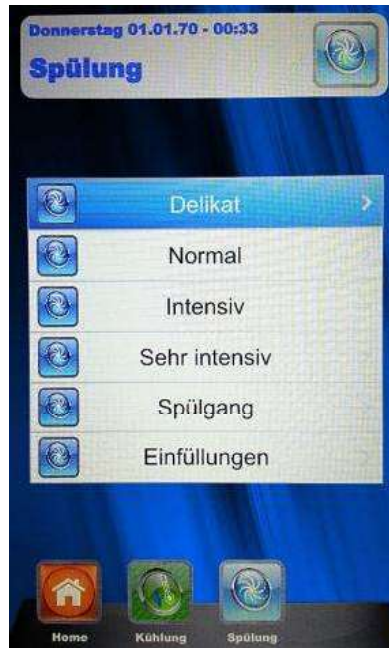 Donnerstag 01.01.70 - 00:33
Spülung
Delikat
Normal
Intensiv
Sehr intensiv
Spülgang
Einfüllungen
Home Kühlung Spülung